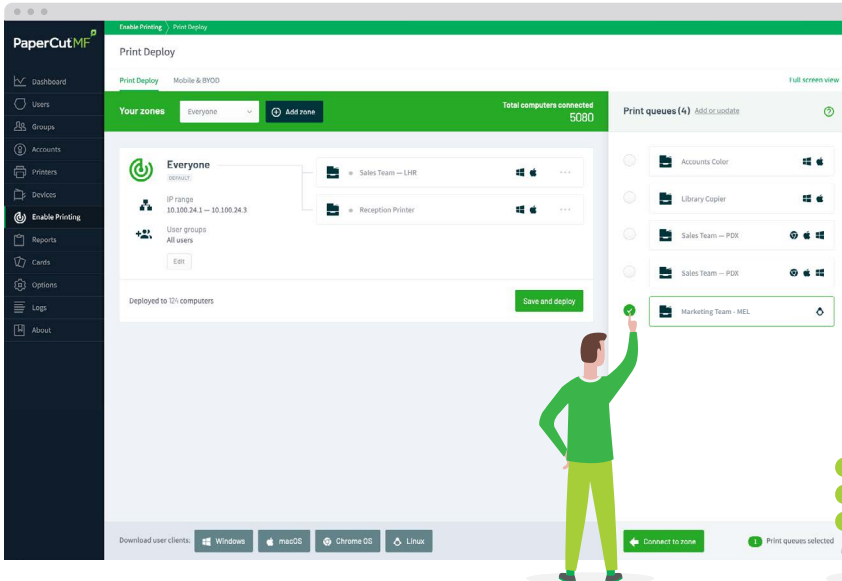 Enable Printing Print Deploy
PaperCut MF
Print Deploy
Print Deploy Mobile & BYOD Full screen view
Dashboard
Users
Groups
Accounts
Printers
Devices
Enable Printing
Reports
Cards
Options
Logs
About
Your zones Everyone Add zone Total computers connected
5080
Everyone
DEFAULT
IP range
10.100.24.1 — 10.100.24.3
User groups
All users
Edit
Sales Team — LHR
Reception Printer
Deployed to 124 computers Save and deploy
Print queues (4) Add or update
Accounts Color
Library Copier
Sales Team — PDX
Sales Team — PDX
Marketing Team - MEL
Download user clients: Windows macOS Chrome OS Linux
Connect to zone 1 Print queues selected